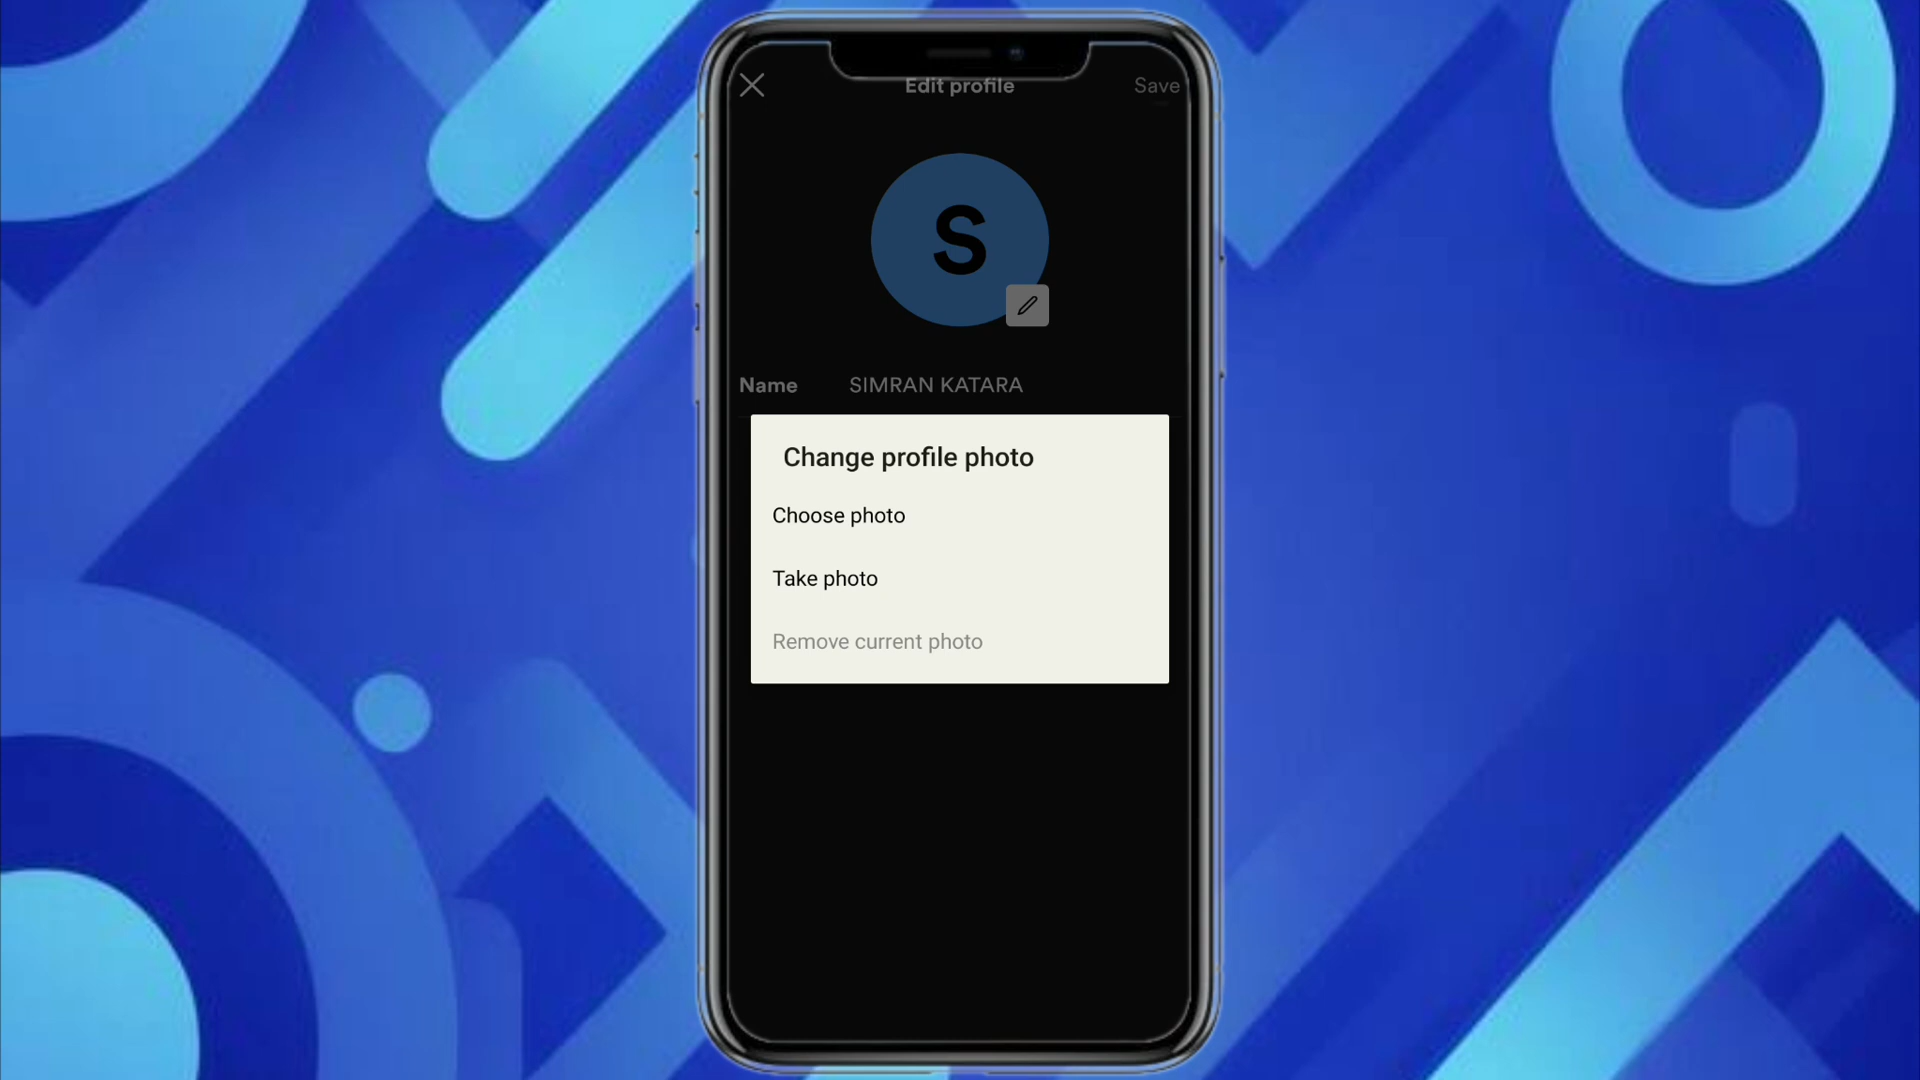 Edit profile
Save
S
Name SIMRAN KATARA
Change profile photo
Choose photo
Take photo
Remove current photo